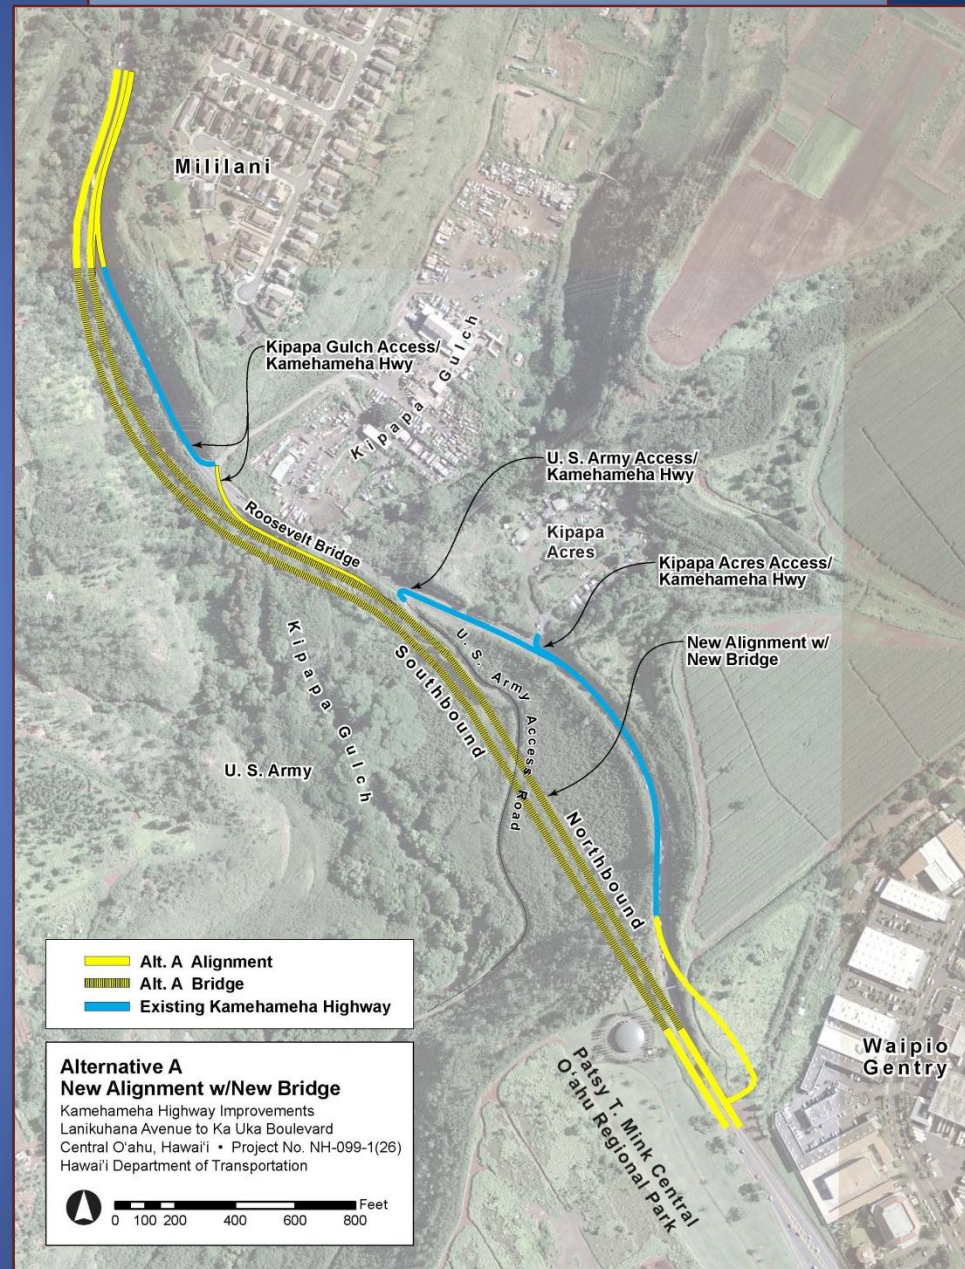 Mililani
Kipapa Gulch Access/
Kamehameha Hwy
Kipapa Gulch
U. S. Army Access/
Kamehameha Hwy
Roosevelt Bridge
Kipapa
Acres
Kipapa Acres Access/
Kamehameha Hwy
New Alignment w/
New Bridge
Kipapa Gulch
Southbound
U. S. Army Access Road
U. S. Army
Northbound
Alt. A Alignment
Alt. A Bridge
Existing Kamehameha Highway
Waipio
Gentry
Patsy T. Mink Central
O'ahu Regional Park
Alternative A
New Alignment w/New Bridge
Kamehameha Highway Improvements
Lanikuhana Avenue to Ka Uka Boulevard
Central O'ahu, Hawai'i • Project No. NH-099-1(26)
Hawai'i Department of Transportation
Feet
0 100 200 400 600 800